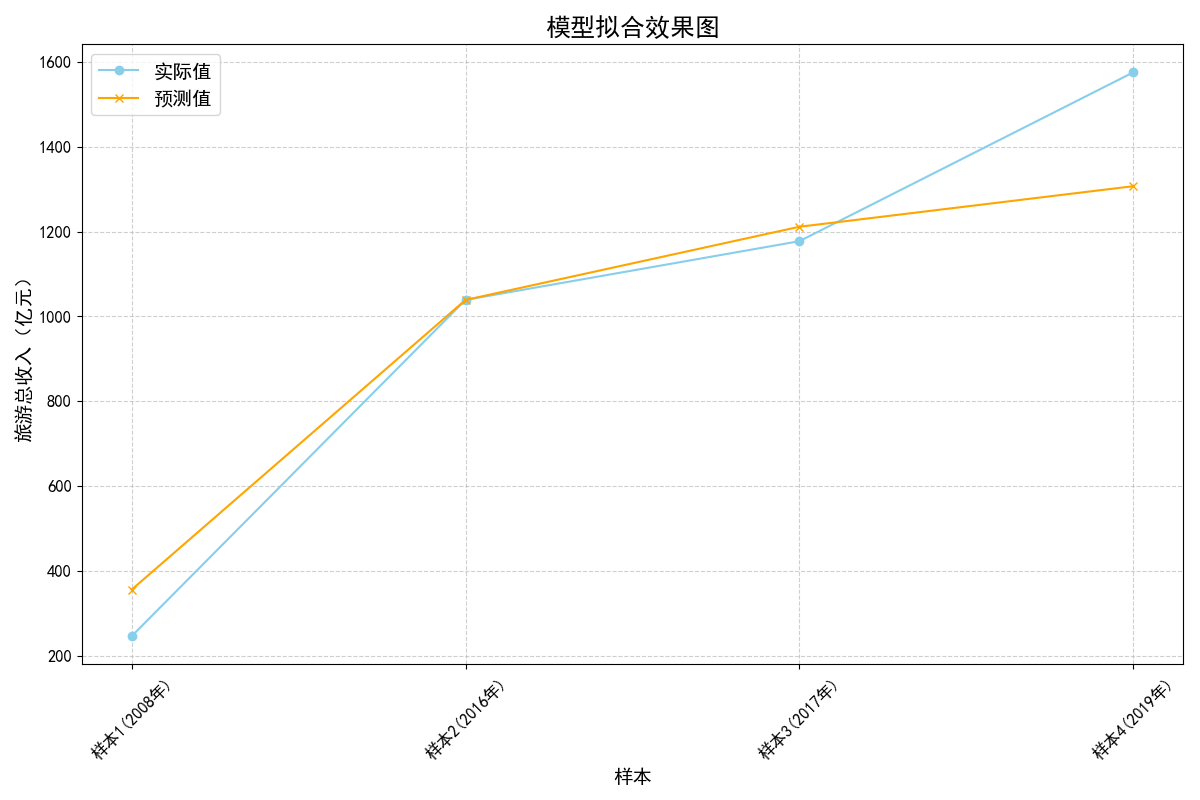 模型拟合效果图
实际值
预测值
旅游总收入（亿元）
1600
1400
1200
1000
800
600
400
200
样本1(2008年)
样本2(2016年)
样本3(2017年)
样本4(2019年)
样本